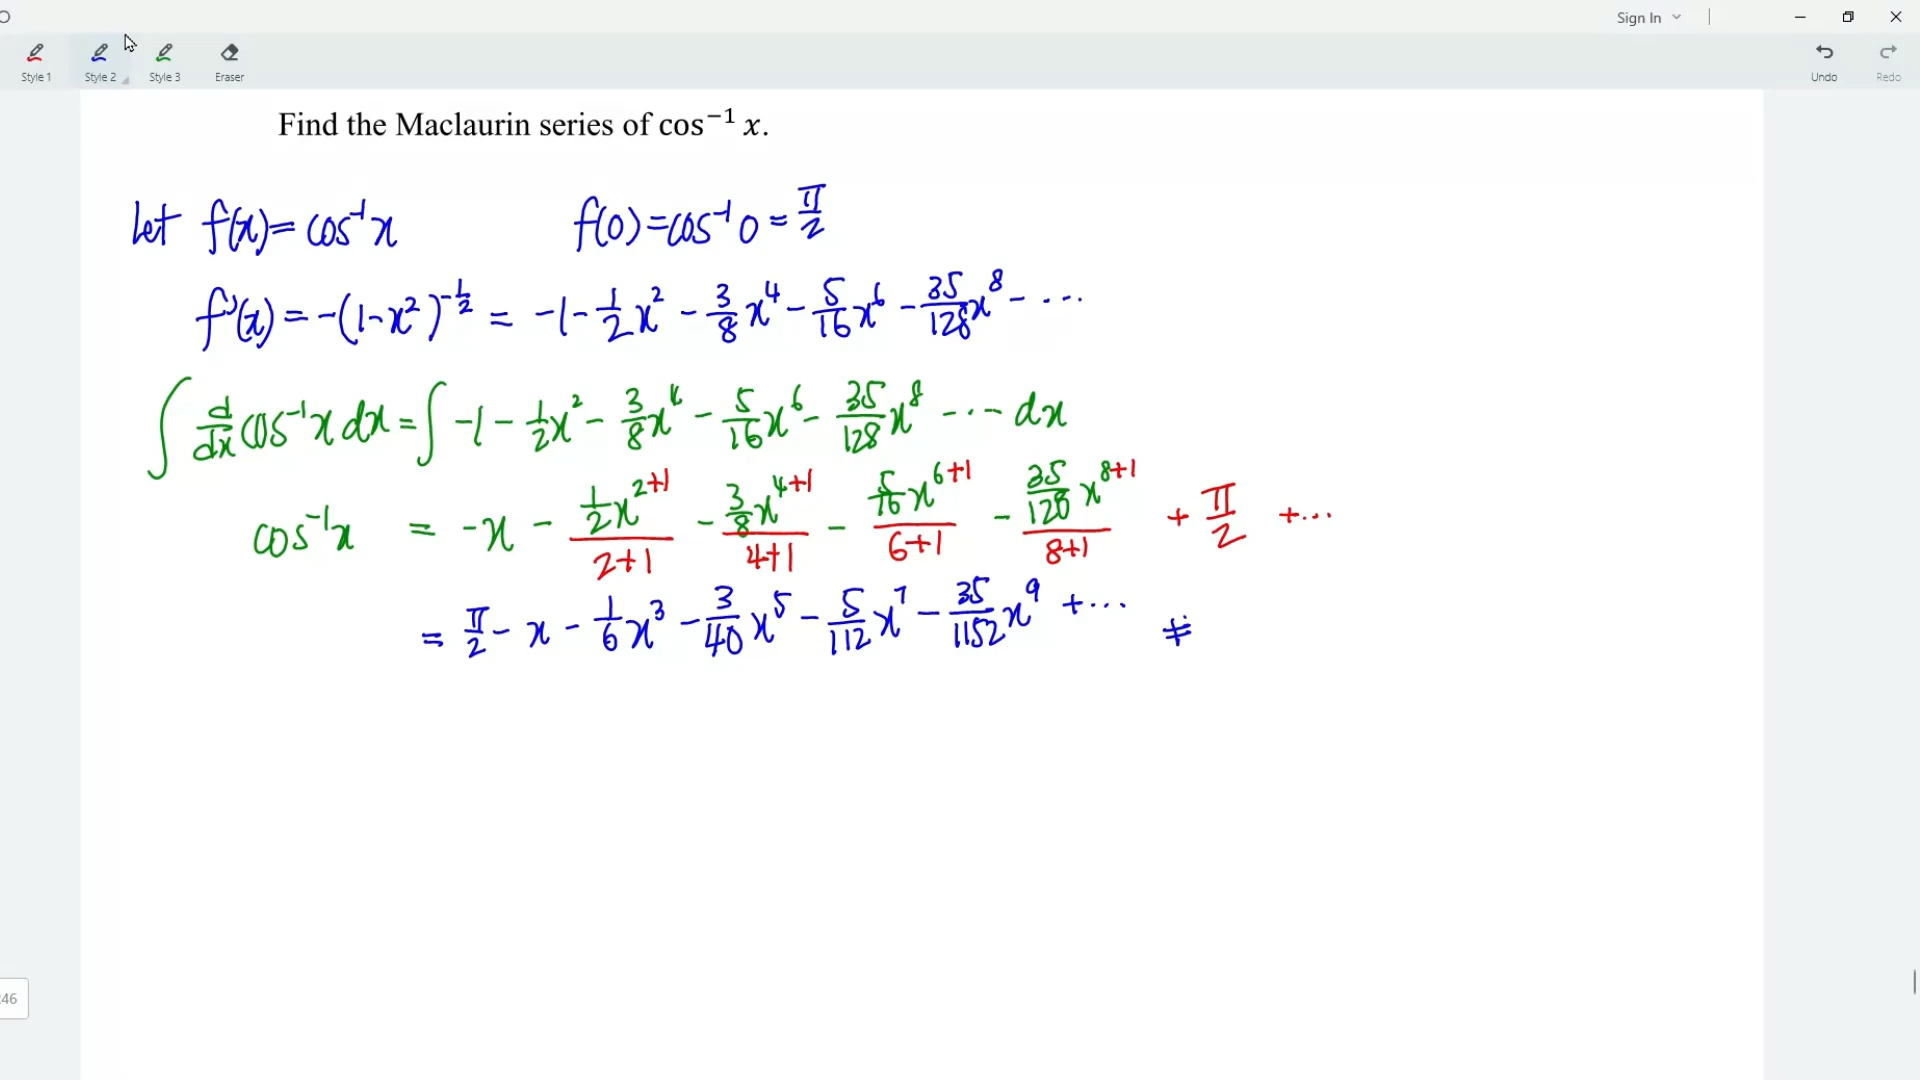 Sign In
Style 1 Style 2 Style 3 Eraser Undo Redo
Find the Maclaurin series of cos⁻¹ x.
Let f(x) = cos⁻¹x f(0) = cos⁻¹0 = π/2
f'(x) = -(1-x²)^(-1/2) = -1 - 1/2 x² - 3/8 x⁴ - 5/16 x⁶ - 35/128 x⁸ - ...
∫ d/dx cos⁻¹x dx = ∫ -1 - 1/2 x² - 3/8 x⁴ - 5/16 x⁶ - 35/128 x⁸ - ... dx
cos⁻¹x = -x - (1/2 x^(2+1))/(2+1) - (3/8 x^(4+1))/(4+1) - (5/16 x^(6+1))/(6+1) - (35/128 x^(8+1))/(8+1) + π/2 + ...
= π/2 - x - 1/6 x³ - 3/40 x⁵ - 5/112 x⁷ - 35/1152 x⁹ + ... #
46